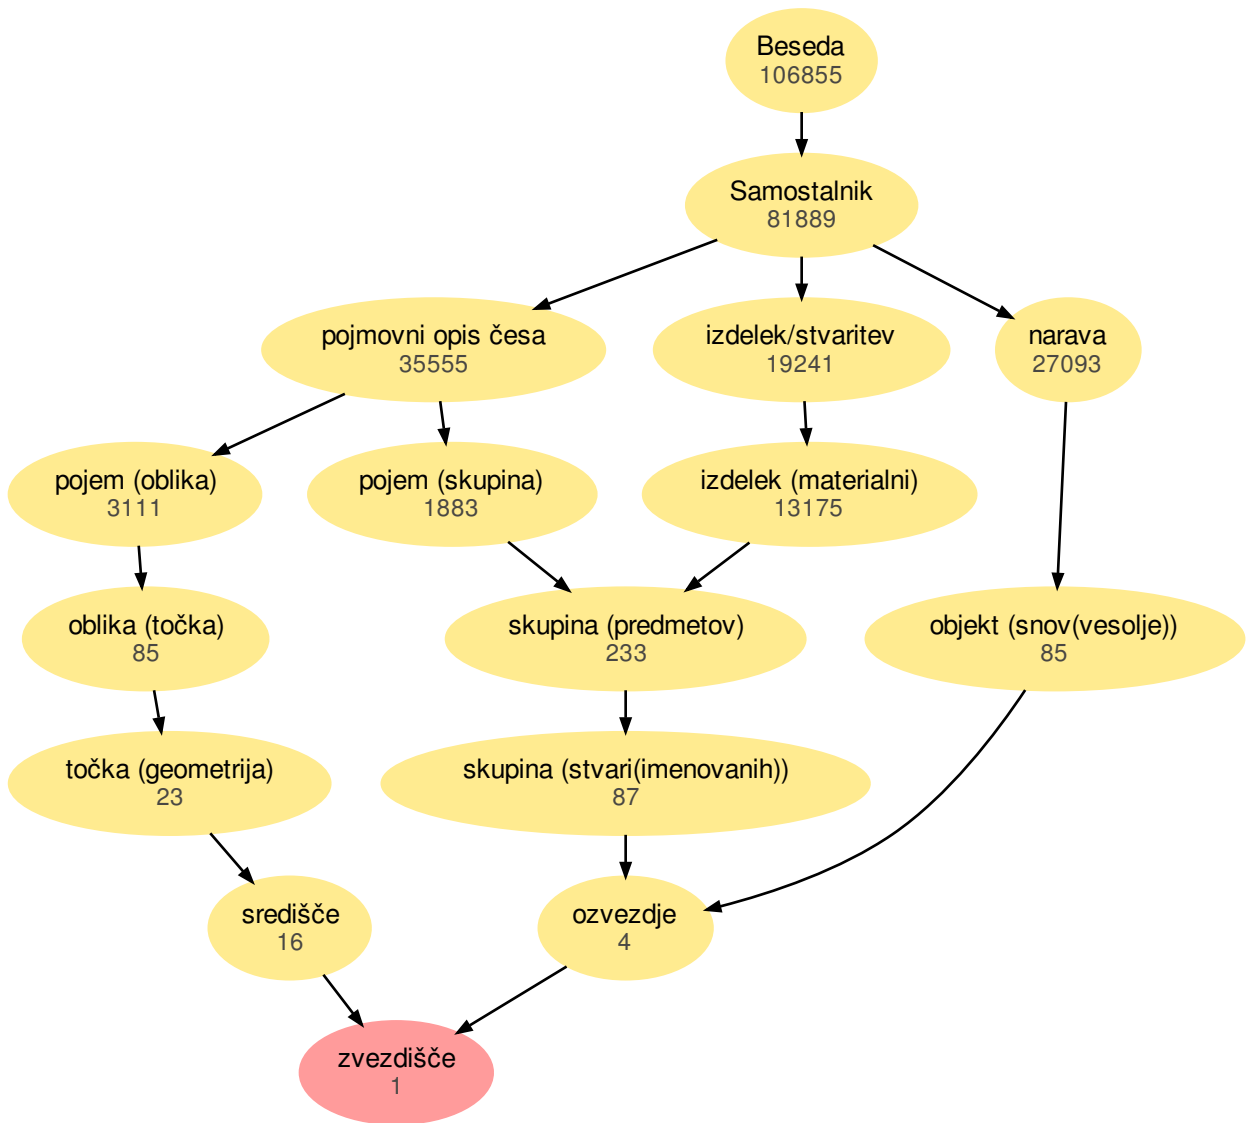 Beseda
106855
Samostalnik
81889
pojmovni opis česa
35555
izdelek/stvaritev
19241
narava
27093
pojem (oblika)
3111
pojem (skupina)
1883
izdelek (materialni)
13175
oblika (točka)
85
skupina (predmetov)
233
objekt (snov(vesolje))
85
točka (geometrija)
23
skupina (stvari(imenovanih))
87
središče
16
ozvezdje
4
zvezdišče
1